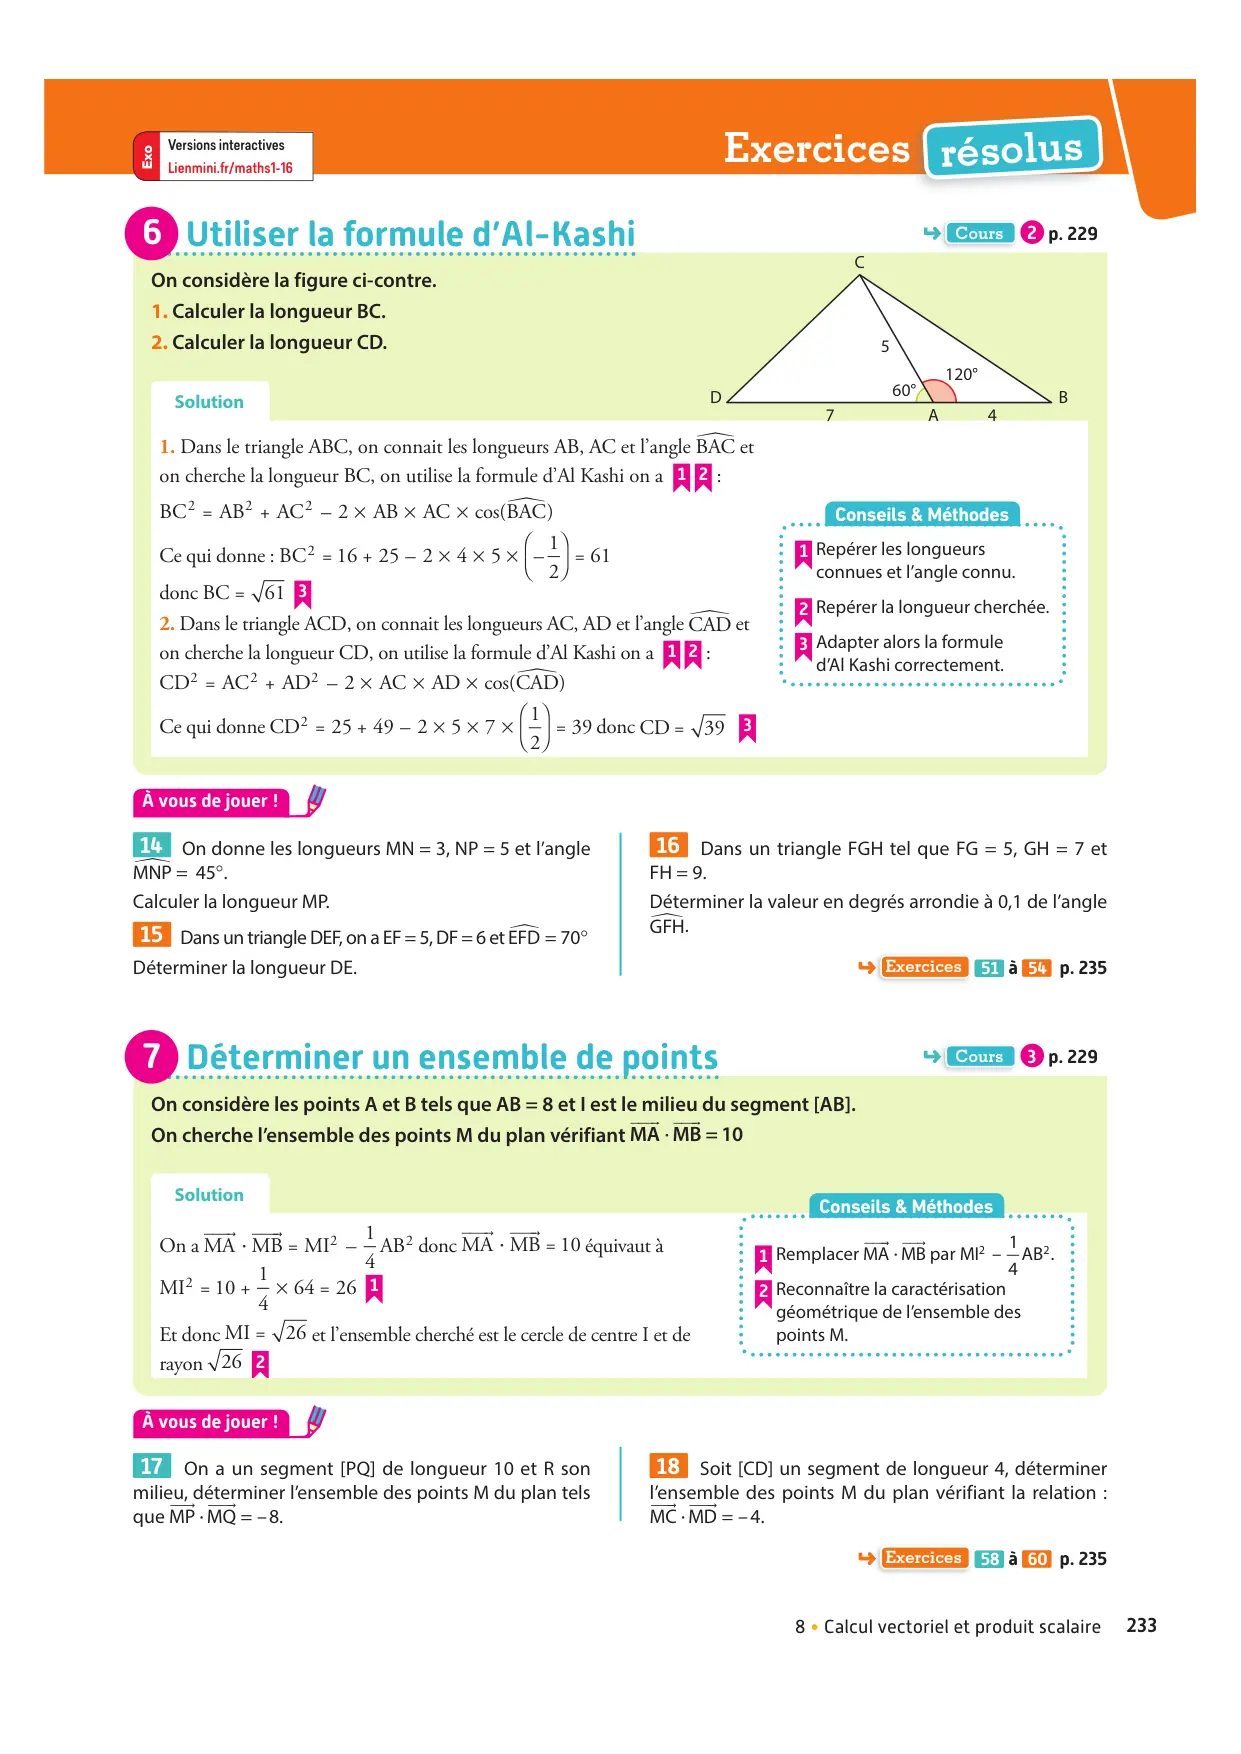 Exo
Versions interactives
Lienmini.fr/maths1-16
Exercices résolus
6 Utiliser la formule d’Al-Kashi
Cours 2 p. 229
On considère la figure ci-contre.
1. Calculer la longueur BC.
2. Calculer la longueur CD.
C
5
120°
60°
D
B
7
A
4
Solution
1. Dans le triangle ABC, on connait les longueurs AB, AC et l’angle \widehat{BAC} et
on cherche la longueur BC, on utilise la formule d’Al Kashi on a 1 2 :
BC² = AB² + AC² – 2 × AB × AC × cos(\widehat{BAC})
Ce qui donne : BC² = 16 + 25 – 2 × 4 × 5 × (–1/2) = 61
donc BC = √61 3
2. Dans le triangle ACD, on connait les longueurs AC, AD et l’angle \widehat{CAD} et
on cherche la longueur CD, on utilise la formule d’Al Kashi on a 1 2 :
CD² = AC² + AD² – 2 × AC × AD × cos(\widehat{CAD})
Ce qui donne CD² = 25 + 49 – 2 × 5 × 7 × (1/2) = 39 donc CD = √39 3
Conseils & Méthodes
1 Repérer les longueurs
connues et l’angle connu.
2 Repérer la longueur cherchée.
3 Adapter alors la formule
d’Al Kashi correctement.
À vous de jouer !
14 On donne les longueurs MN = 3, NP = 5 et l’angle
\widehat{MNP} = 45°.
Calculer la longueur MP.
15 Dans un triangle DEF, on a EF = 5, DF = 6 et \widehat{EFD} = 70°
Déterminer la longueur DE.
16 Dans un triangle FGH tel que FG = 5, GH = 7 et
FH = 9.
Déterminer la valeur en degrés arrondie à 0,1 de l’angle
\widehat{GFH}.
Exercices 51 à 54 p. 235
7 Déterminer un ensemble de points
Cours 3 p. 229
On considère les points A et B tels que AB = 8 et I est le milieu du segment [AB].
On cherche l’ensemble des points M du plan vérifiant \overrightarrow{MA} · \overrightarrow{MB} = 10
Solution
On a \overrightarrow{MA} · \overrightarrow{MB} = MI² – 1/4 AB² donc \overrightarrow{MA} · \overrightarrow{MB} = 10 équivaut à
MI² = 10 + 1/4 × 64 = 26 1
Et donc MI = √26 et l’ensemble cherché est le cercle de centre I et de
rayon √26 2
Conseils & Méthodes
1 Remplacer \overrightarrow{MA} · \overrightarrow{MB} par MI² – 1/4 AB².
2 Reconnaître la caractérisation
géométrique de l’ensemble des
points M.
À vous de jouer !
17 On a un segment [PQ] de longueur 10 et R son
milieu, déterminer l’ensemble des points M du plan tels
que \overrightarrow{MP} · \overrightarrow{MQ} = –8.
18 Soit [CD] un segment de longueur 4, déterminer
l’ensemble des points M du plan vérifiant la relation :
\overrightarrow{MC} · \overrightarrow{MD} = –4.
Exercices 58 à 60 p. 235
8 • Calcul vectoriel et produit scalaire 233